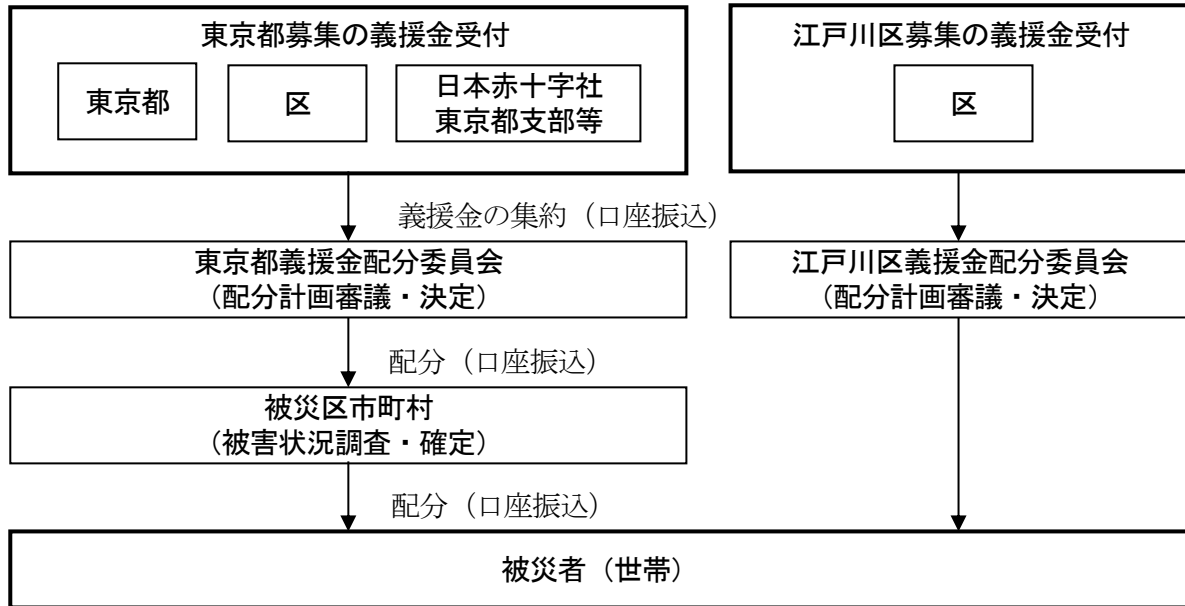 東京都募集の義援金受付
東京都
区
日本赤十字社
東京都支部等
江戸川区募集の義援金受付
区
義援金の集約（口座振込）
東京都義援金配分委員会
（配分計画審議・決定）
江戸川区義援金配分委員会
（配分計画審議・決定）
配分（口座振込）
被災区市町村
（被害状況調査・確定）
配分（口座振込）
被災者（世帯）